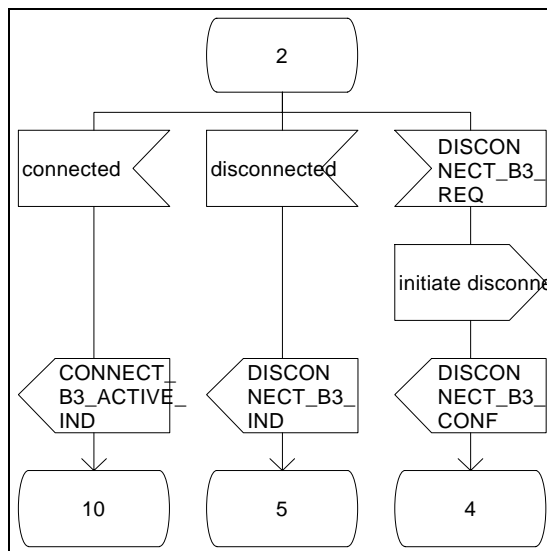 2
connected
disconnected
DISCON
NECT_B3_
REQ
initiate disconne
CONNECT_
B3_ACTIVE_
IND
DISCON
NECT_B3_
IND
DISCON
NECT_B3_
CONF
10
5
4